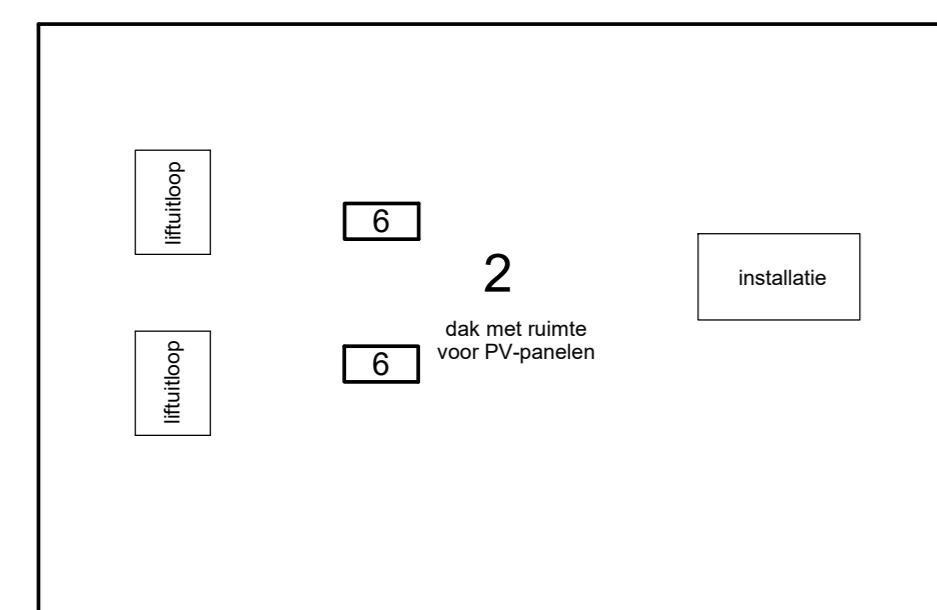 liftuitloop
6
2
installatie
dak met ruimte
voor PV-panelen
liftuitloop
6